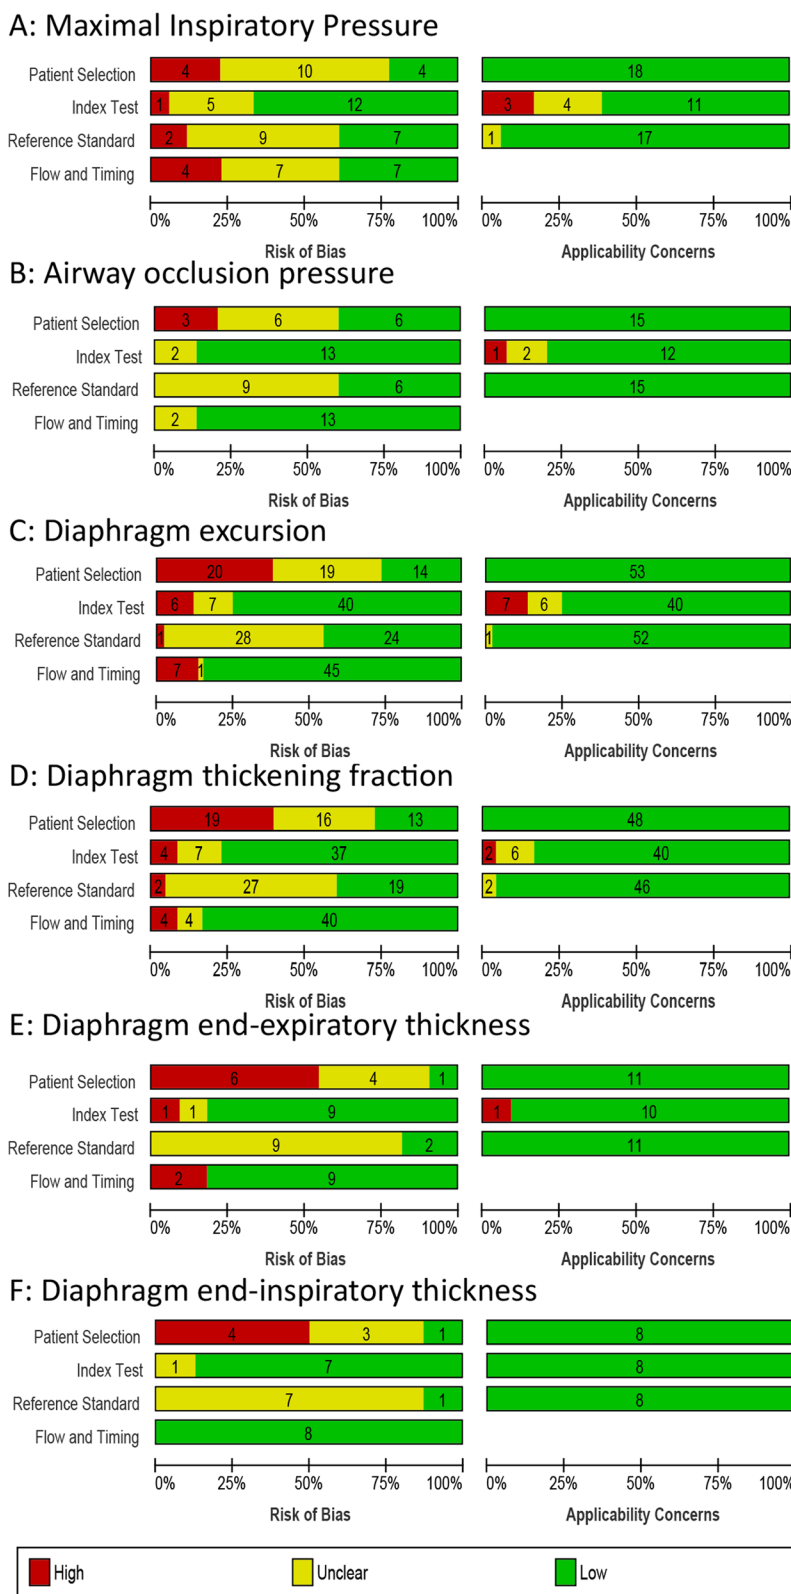 A: Maximal Inspiratory Pressure
Patient Selection 4 10 4 18
Index Test 1 5 12 3 4 11
Reference Standard 2 9 7 1 17
Flow and Timing 4 7 7
0% 25% 50% 75% 100% 0% 25% 50% 75% 100%
Risk of Bias Applicability Concerns
B: Airway occlusion pressure
Patient Selection 3 6 6 15
Index Test 2 13 1 2 12
Reference Standard 9 6 15
Flow and Timing 2 13
0% 25% 50% 75% 100% 0% 25% 50% 75% 100%
Risk of Bias Applicability Concerns
C: Diaphragm excursion
Patient Selection 20 19 14 53
Index Test 6 7 40 7 6 40
Reference Standard 1 28 24 1 52
Flow and Timing 7 1 45
0% 25% 50% 75% 100% 0% 25% 50% 75% 100%
Risk of Bias Applicability Concerns
D: Diaphragm thickening fraction
Patient Selection 19 16 13 48
Index Test 4 7 37 2 6 40
Reference Standard 2 27 19 2 46
Flow and Timing 4 4 40
0% 25% 50% 75% 100% 0% 25% 50% 75% 100%
Risk of Bias Applicability Concerns
E: Diaphragm end-expiratory thickness
Patient Selection 6 4 1 11
Index Test 1 1 9 1 10
Reference Standard 9 2 11
Flow and Timing 2 9
0% 25% 50% 75% 100% 0% 25% 50% 75% 100%
Risk of Bias Applicability Concerns
F: Diaphragm end-inspiratory thickness
Patient Selection 4 3 1 8
Index Test 1 7 8
Reference Standard 7 1 8
Flow and Timing 8
0% 25% 50% 75% 100% 0% 25% 50% 75% 100%
Risk of Bias Applicability Concerns
High Unclear Low